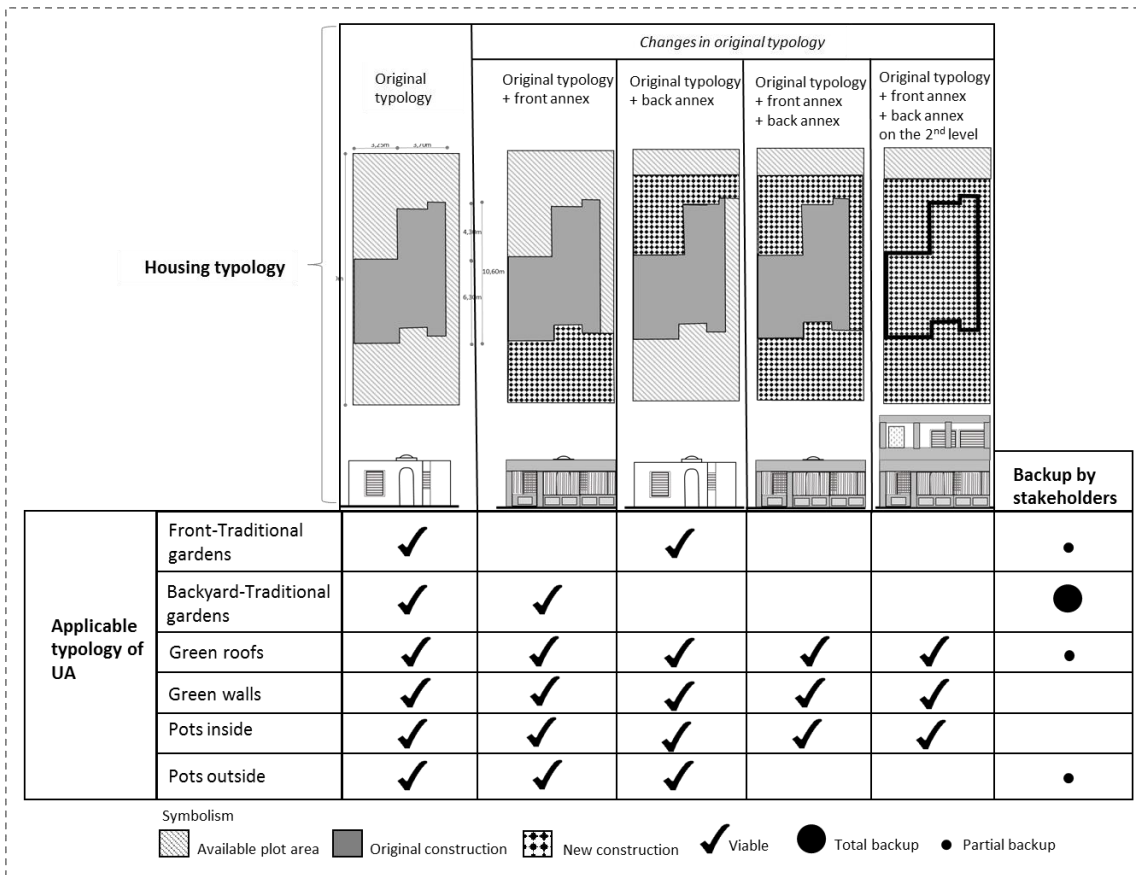 Changes in original typology
Original
typology
Original typology
+ front annex
Original typology
+ back annex
Original typology
+ front annex
+ back annex
Original typology
+ front annex
+ back annex
on the 2nd level
3,70m
4,30m
10,60m
6,30m
Housing typology
Backup by
stakeholders
Applicable
typology of
UA
Front-Traditional
gardens
Backyard-Traditional
gardens
Green roofs
Green walls
Pots inside
Pots outside
Symbolism
Available plot area
Original construction
New construction
Viable
Total backup
Partial backup